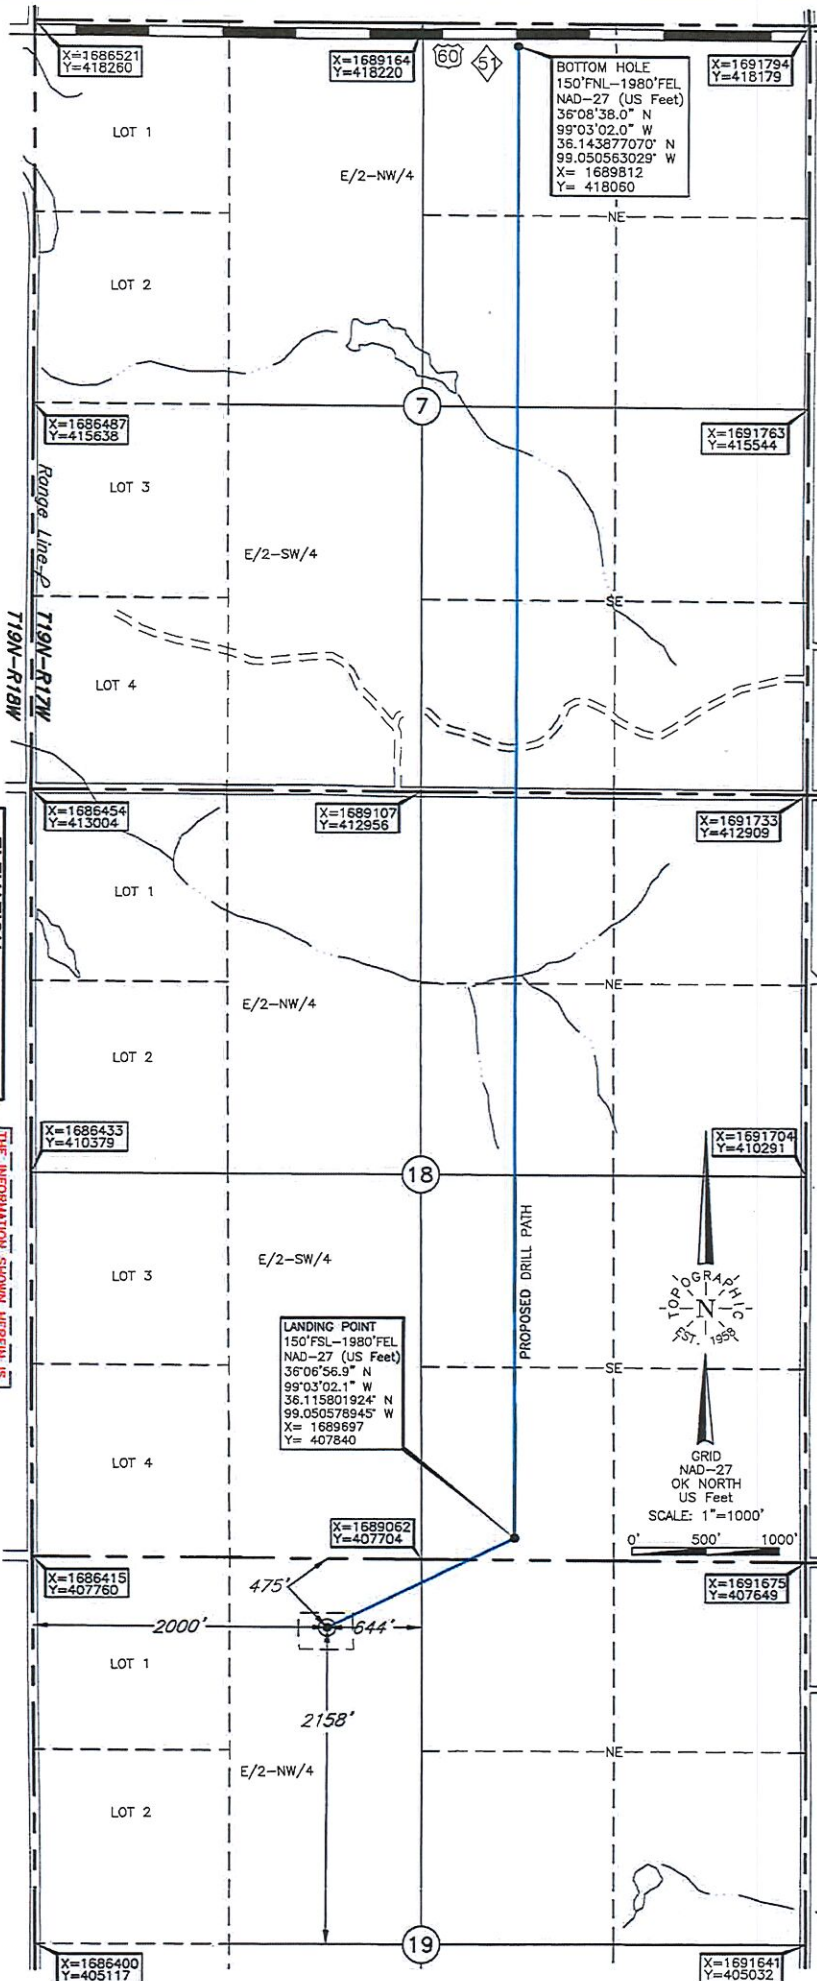 X=1686521
Y=418260
X=1689164
Y=418220
60
51
X=1691794
Y=418179
BOTTOM HOLE
150'FNL-1980'FEL
NAD-27 (US Feet)
36°08'38.0" N
99°03'02.0" W
36.143877070° N
99.050563029° W
X= 1689812
Y= 418060
LOT 1
E/2-NW/4
NE
LOT 2
7
X=1686487
Y=415638
X=1691763
Y=415544
LOT 3
Range Line
E/2-SW/4
SE
T19N-R18W
T19N-R17W
LOT 4
X=1686454
Y=413004
X=1689107
Y=412956
X=1691733
Y=412909
LOT 1
NE
E/2-NW/4
LOT 2
X=1686433
Y=410379
X=1691704
Y=410291
18
THE INFORMATION SHOWN HEREIN IS
PROPOSED DRILL PATH
E/2-SW/4
LOT 3
TOPOGRAPHIC
N
EST. 1958
LANDING POINT
150'FSL-1980'FEL
NAD-27 (US Feet)
36°06'56.9" N
99°03'02.1" W
36.115801924° N
99.050578945° W
X= 1689697
Y= 407840
SE
LOT 4
GRID
NAD-27
OK NORTH
US Feet
SCALE: 1"=1000'
0' 500' 1000'
X=1689062
Y=407704
X=1686415
Y=407760
X=1691675
Y=407649
475'
2000'
644'
LOT 1
2158'
NE
E/2-NW/4
LOT 2
19
X=1686400
Y=405117
X=1691641
Y=405032